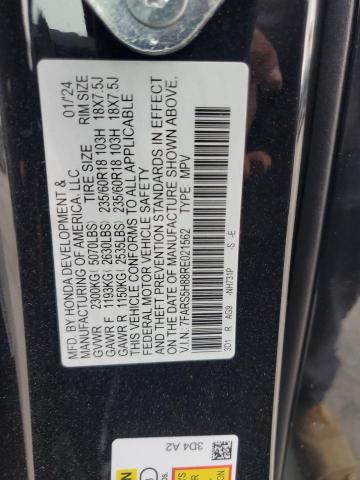 MFD. BY HONDA DEVELOPMENT & 01/'24
MANUFACTURING OF AMERICA, LLC
TIRE SIZE RIM SIZE
GVWR 2300KG( 5070LBS)
GAWR F 1193KG ( 2630LBS) 235/60R18 103H 18X7.5J
GAWR R 1150KG ( 2535LBS) 235/60R18 103H 18X7.5J
THIS VEHICLE CONFORMS TO ALL APPLICABLE
FEDERAL MOTOR VEHICLE SAFETY
AND THEFT PREVENTION STANDARDS IN EFFECT
ON THE DATE OF MANUFACTURE SHOWN ABOVE.
V.I.N.: 7FARS5H88RE021562 TYPE: MPV
3D1 R AG9 -NH731P -S -E
3D4 A2